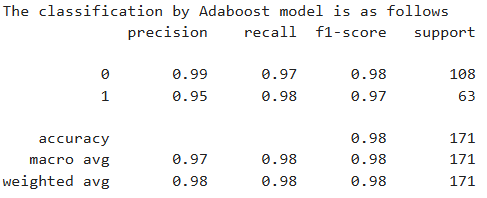 The classification by Adaboost model is as follows
precision recall f1-score support
0 0.99 0.97 0.98 108
1 0.95 0.98 0.97 63
accuracy 0.98 171
macro avg 0.97 0.98 0.98 171
weighted avg 0.98 0.98 0.98 171